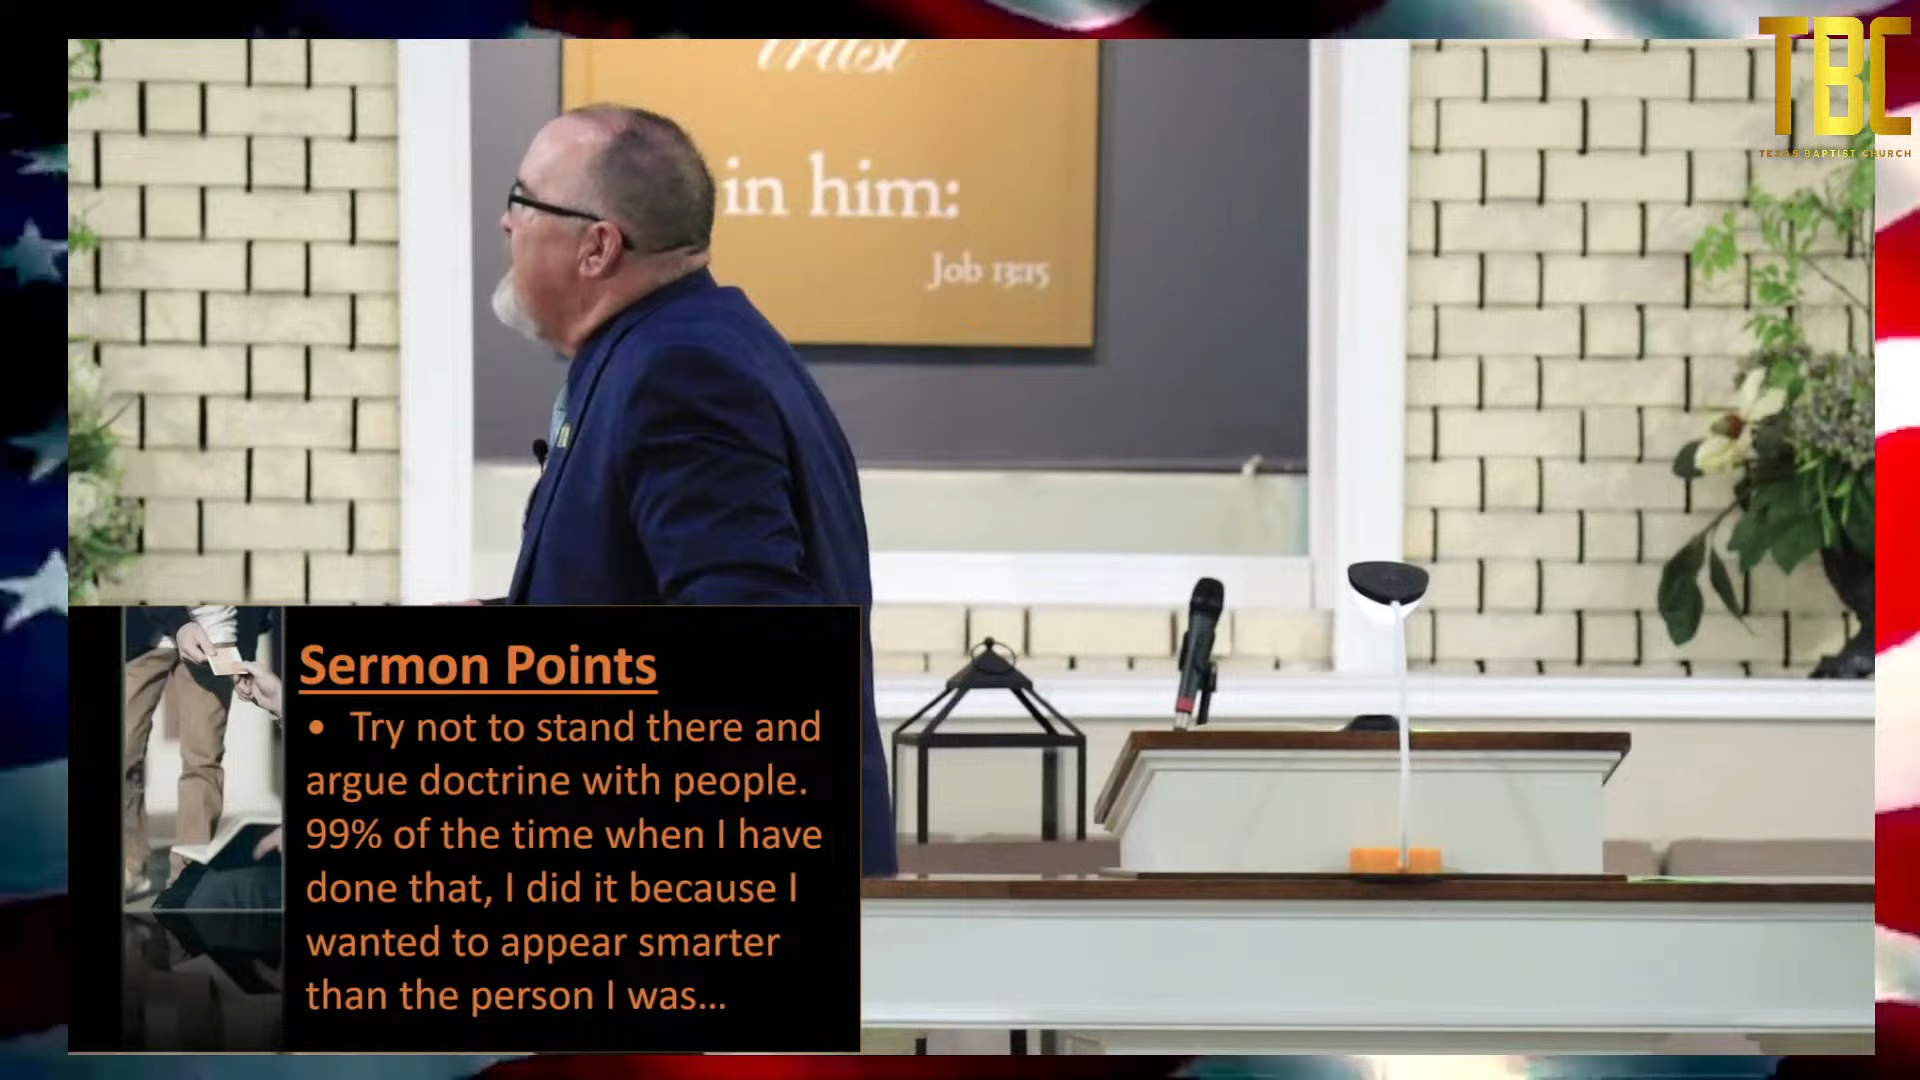 TBC
TEXAS BAPTIST CHURCH
trust
in him:
Job 13:15
Sermon Points
• Try not to stand there and
argue doctrine with people.
99% of the time when I have
done that, I did it because I
wanted to appear smarter
than the person I was...